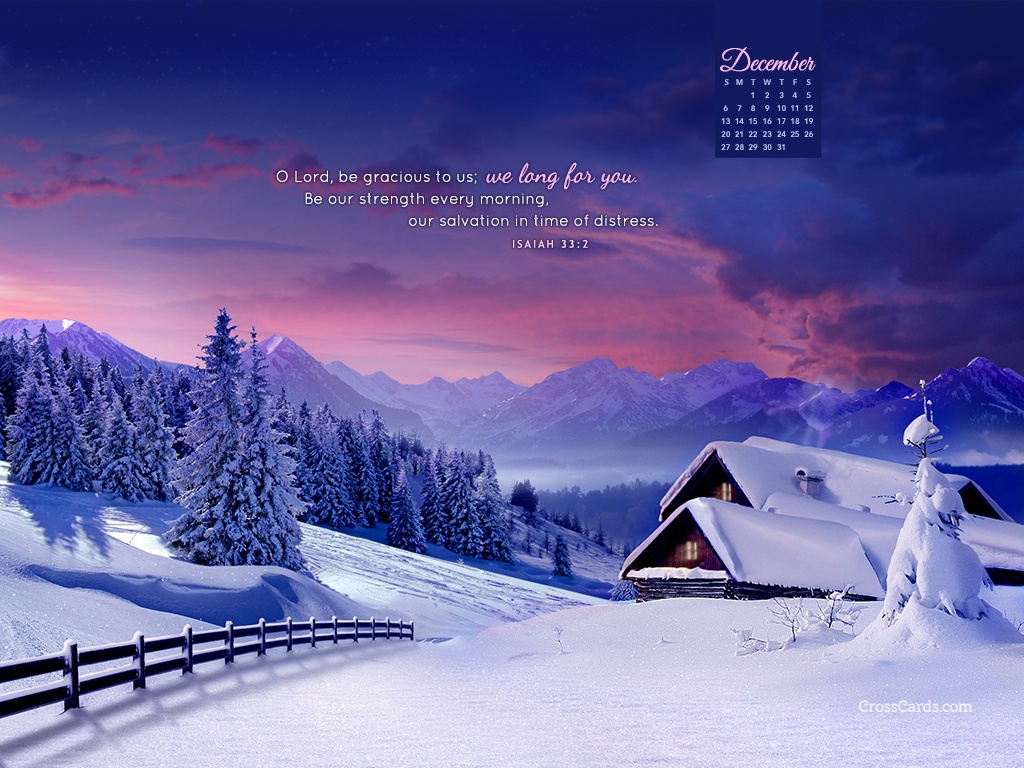 December
S M T W T F S
1 2 3 4 5
6 7 8 9 10 11 12
13 14 15 16 17 18 19
20 21 22 23 24 25 26
27 28 29 30 31
O Lord, be gracious to us; we long for you.
Be our strength every morning,
our salvation in time of distress.
ISAIAH 33:2
CrossCards.com